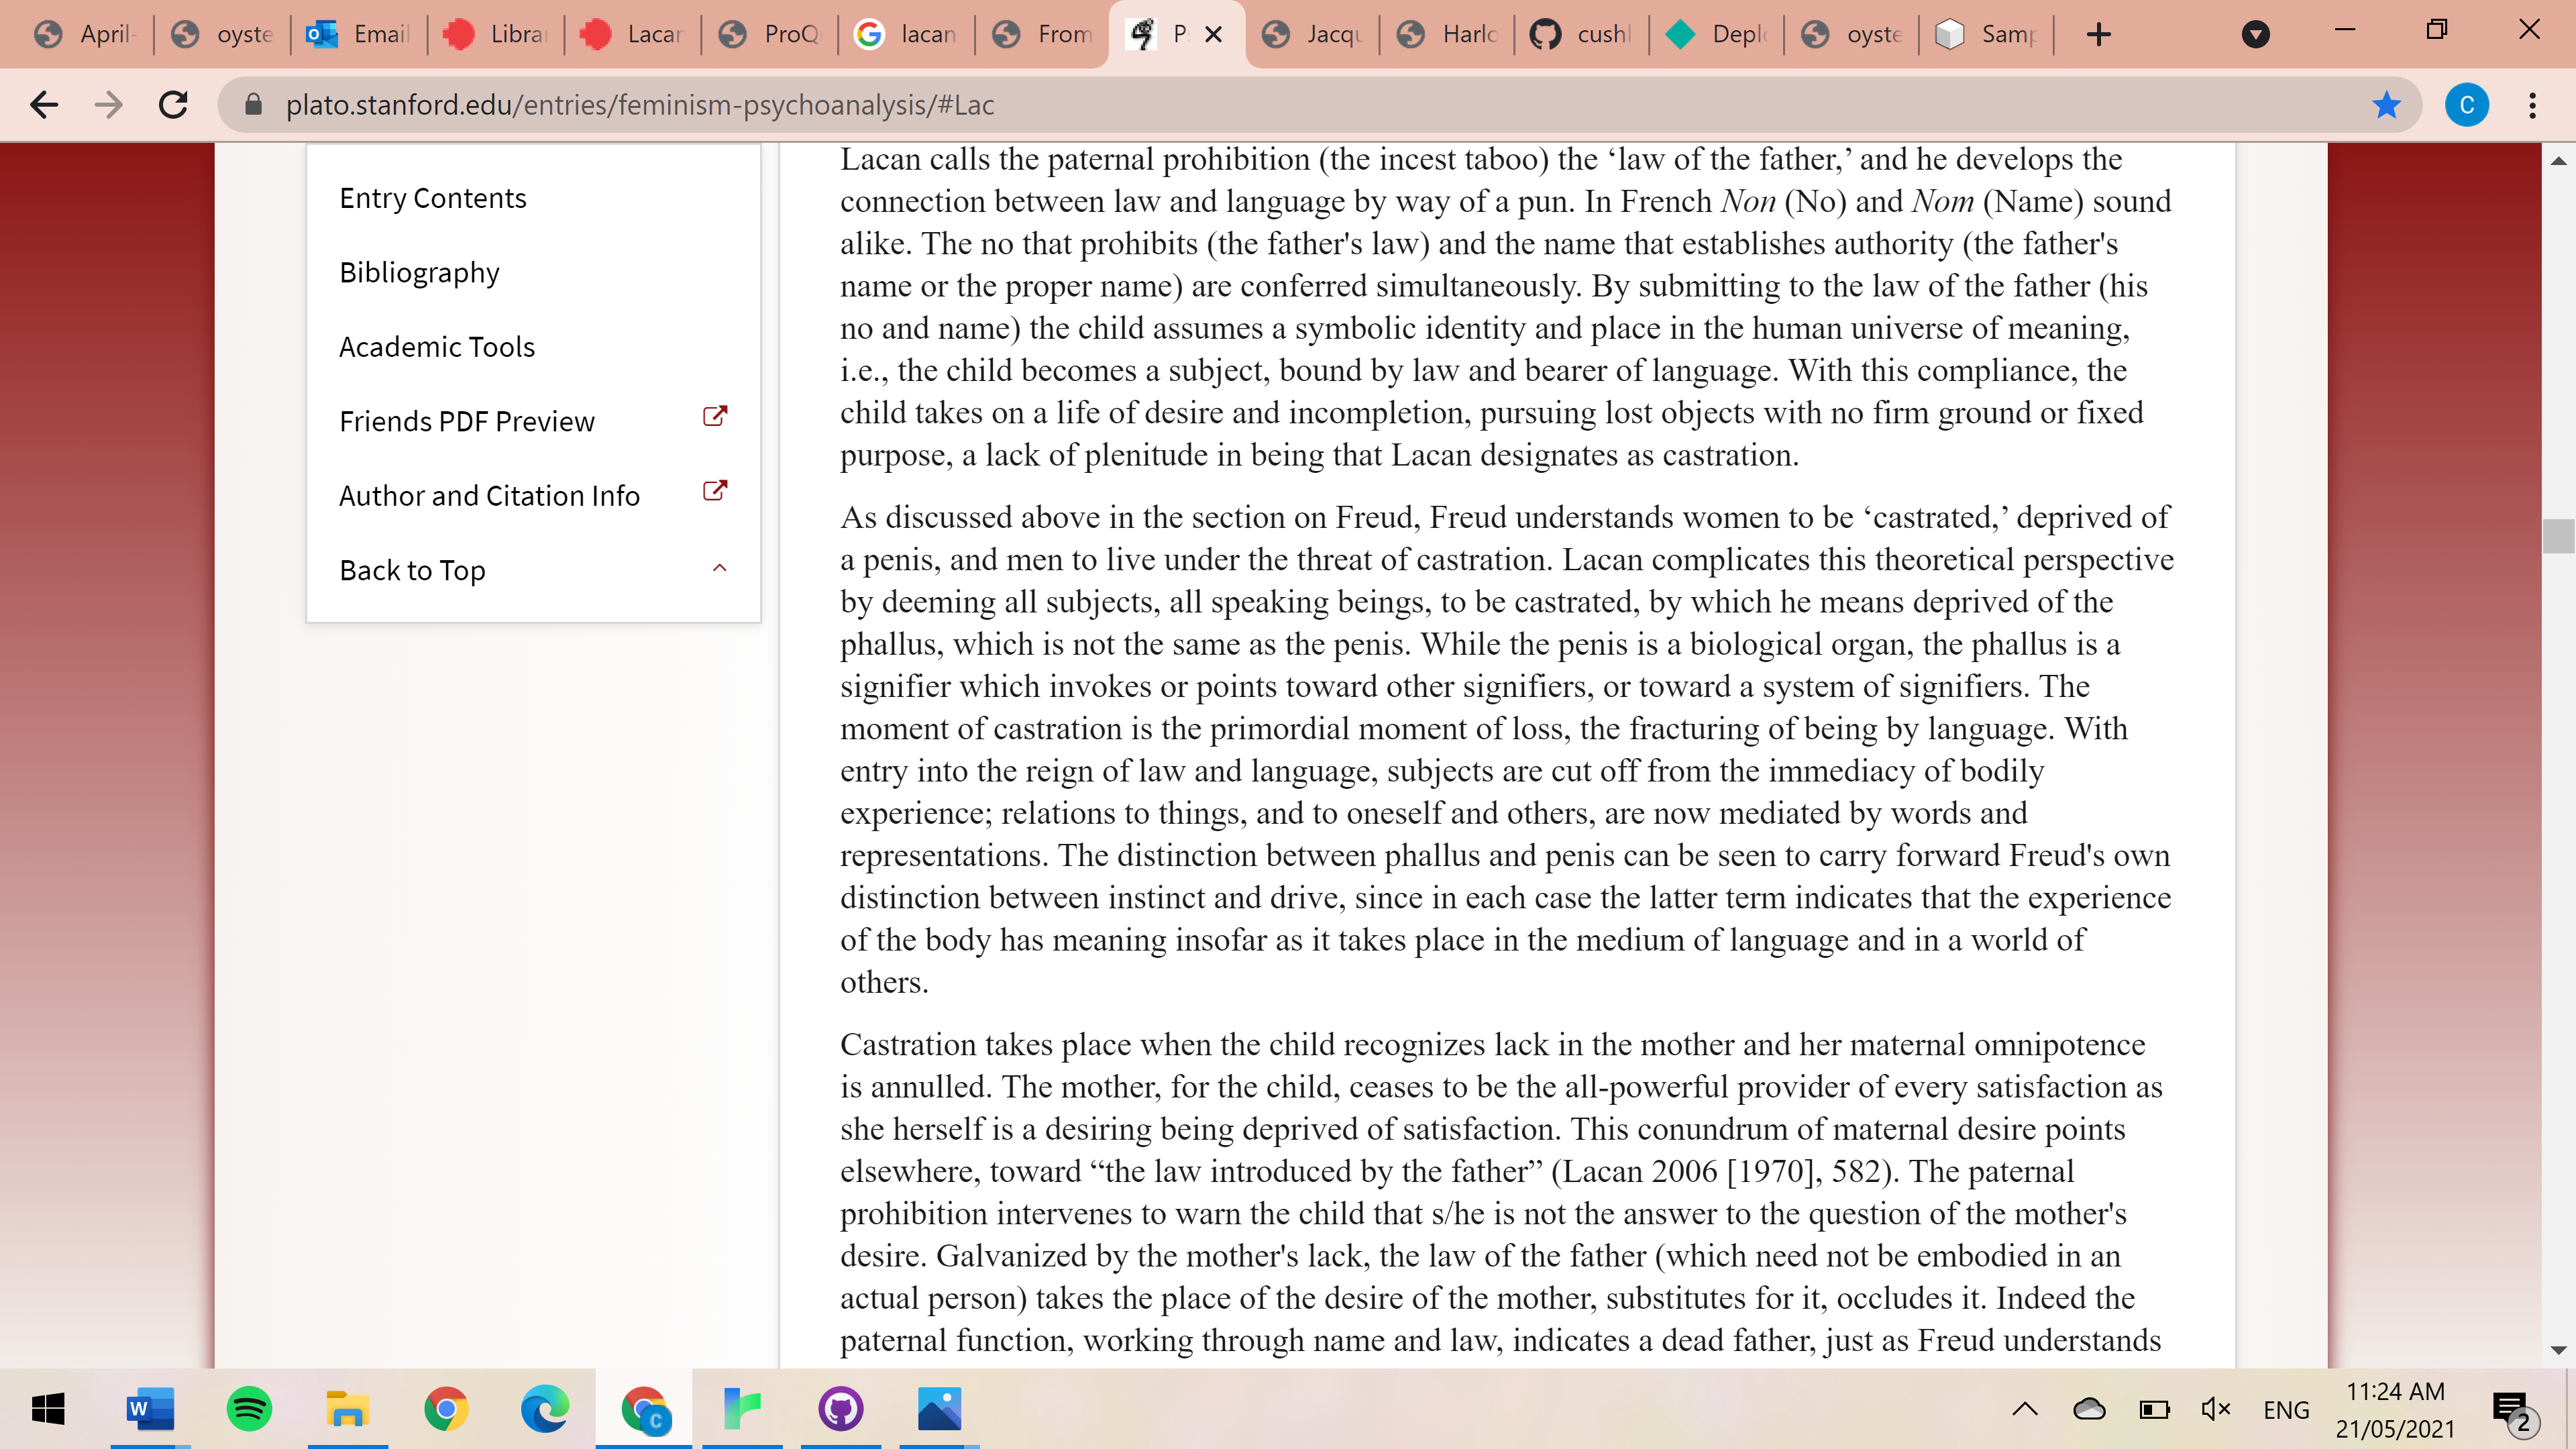 April-
oyste
Email
Librar
Lacan
ProQ
lacan
From
P
Jacqu
Harlo
cushl
Deplo
oyste
Samp
plato.stanford.edu/entries/feminism-psychoanalysis/#Lac
C
Entry Contents
Bibliography
Academic Tools
Friends PDF Preview
Author and Citation Info
Back to Top
Lacan calls the paternal prohibition (the incest taboo) the ‘law of the father,’ and he develops the
connection between law and language by way of a pun. In French Non (No) and Nom (Name) sound
alike. The no that prohibits (the father's law) and the name that establishes authority (the father's
name or the proper name) are conferred simultaneously. By submitting to the law of the father (his
no and name) the child assumes a symbolic identity and place in the human universe of meaning,
i.e., the child becomes a subject, bound by law and bearer of language. With this compliance, the
child takes on a life of desire and incompletion, pursuing lost objects with no firm ground or fixed
purpose, a lack of plenitude in being that Lacan designates as castration.
As discussed above in the section on Freud, Freud understands women to be ‘castrated,’ deprived of
a penis, and men to live under the threat of castration. Lacan complicates this theoretical perspective
by deeming all subjects, all speaking beings, to be castrated, by which he means deprived of the
phallus, which is not the same as the penis. While the penis is a biological organ, the phallus is a
signifier which invokes or points toward other signifiers, or toward a system of signifiers. The
moment of castration is the primordial moment of loss, the fracturing of being by language. With
entry into the reign of law and language, subjects are cut off from the immediacy of bodily
experience; relations to things, and to oneself and others, are now mediated by words and
representations. The distinction between phallus and penis can be seen to carry forward Freud's own
distinction between instinct and drive, since in each case the latter term indicates that the experience
of the body has meaning insofar as it takes place in the medium of language and in a world of
others.
Castration takes place when the child recognizes lack in the mother and her maternal omnipotence
is annulled. The mother, for the child, ceases to be the all-powerful provider of every satisfaction as
she herself is a desiring being deprived of satisfaction. This conundrum of maternal desire points
elsewhere, toward “the law introduced by the father” (Lacan 2006 [1970], 582). The paternal
prohibition intervenes to warn the child that s/he is not the answer to the question of the mother's
desire. Galvanized by the mother's lack, the law of the father (which need not be embodied in an
actual person) takes the place of the desire of the mother, substitutes for it, occludes it. Indeed the
paternal function, working through name and law, indicates a dead father, just as Freud understands
ENG
11:24 AM
21/05/2021
2